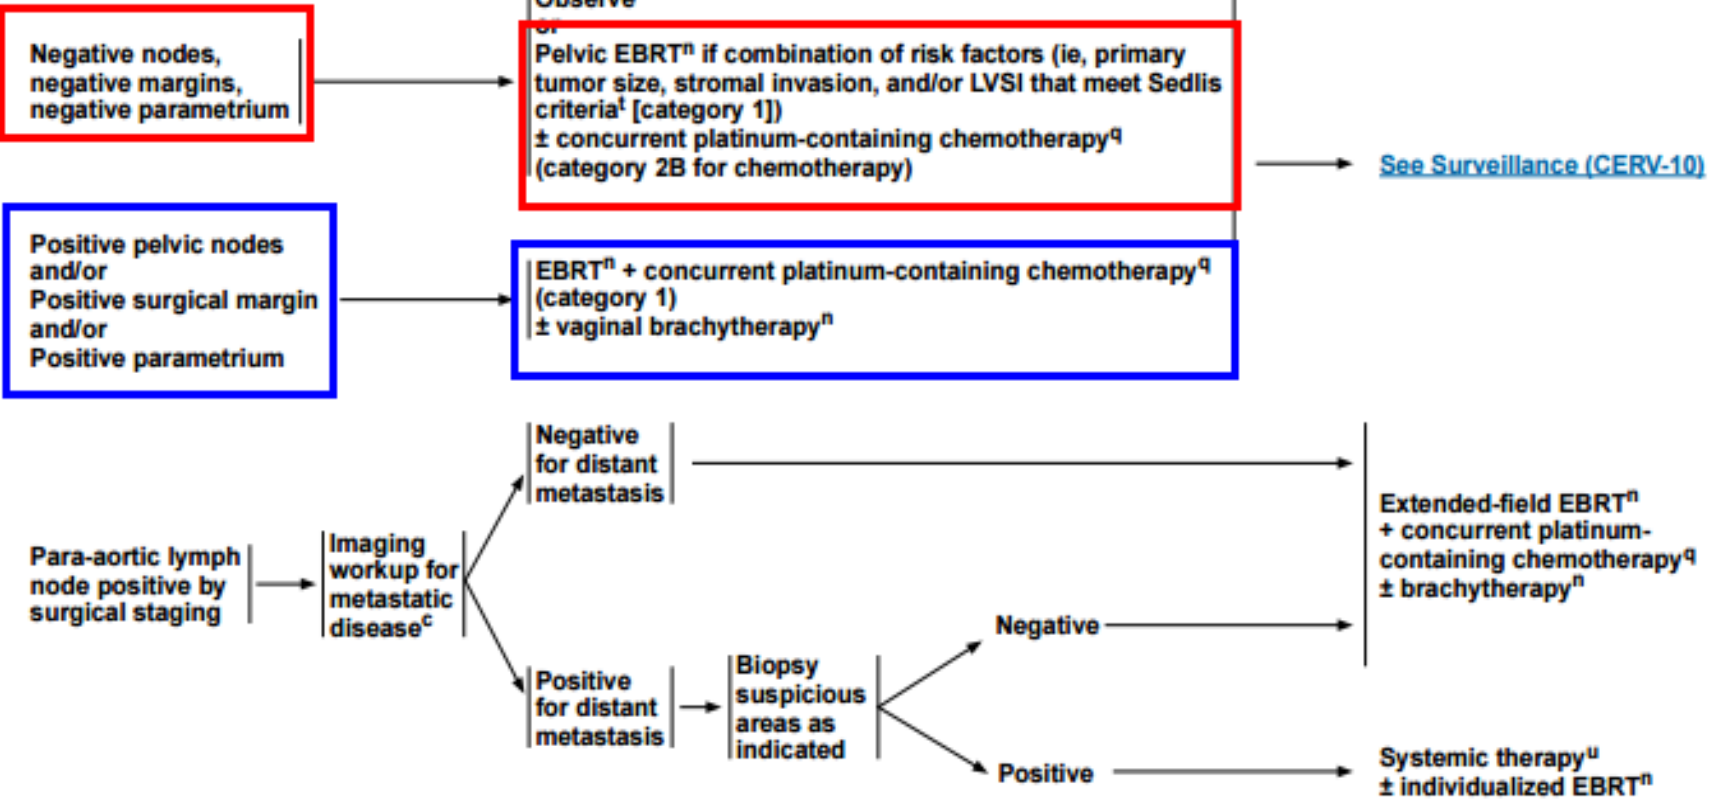 Observe
or
Negative nodes,
negative margins,
negative parametrium
Pelvic EBRTⁿ if combination of risk factors (ie, primary
tumor size, stromal invasion, and/or LVSI that meet Sedlis
criteriaᵗ [category 1])
± concurrent platinum-containing chemotherapy^q
(category 2B for chemotherapy)
See Surveillance (CERV-10)
Positive pelvic nodes
and/or
Positive surgical margin
and/or
Positive parametrium
EBRTⁿ + concurrent platinum-containing chemotherapy^q
(category 1)
± vaginal brachytherapyⁿ
Para-aortic lymph
node positive by
surgical staging
Imaging
workup for
metastatic
diseaseᶜ
Negative
for distant
metastasis
Positive
for distant
metastasis
Biopsy
suspicious
areas as
indicated
Negative
Positive
Extended-field EBRTⁿ
+ concurrent platinum-
containing chemotherapy^q
± brachytherapyⁿ
Systemic therapyᵘ
± individualized EBRTⁿ